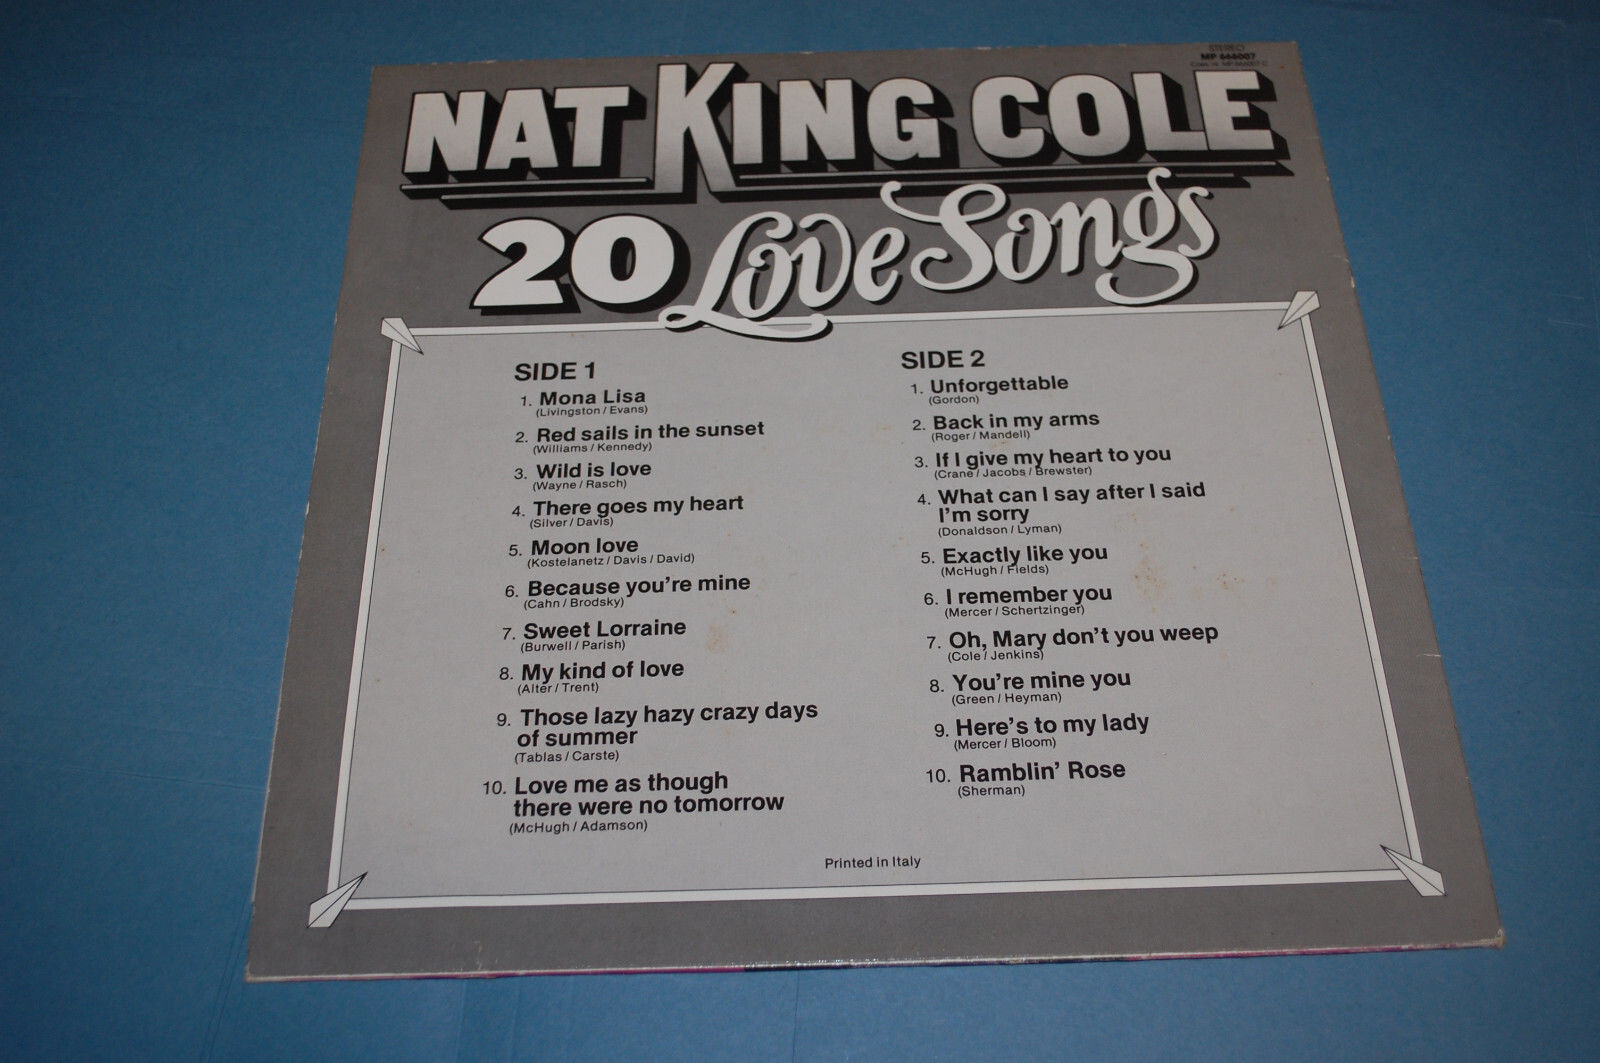 STEREO
MP 666007
NAT KING COLE
20 Love Songs
SIDE 1
1. Mona Lisa
(Livingston / Evans)
2. Red sails in the sunset
(Williams / Kennedy)
3. Wild is love
(Wayne / Rasch)
4. There goes my heart
(Silver / Davis)
5. Moon love
(Kostelanetz / Davis / David)
6. Because you're mine
(Cahn / Brodsky)
7. Sweet Lorraine
(Burwell / Parish)
8. My kind of love
(Alter / Trent)
9. Those lazy hazy crazy days
of summer
(Tablas / Carste)
10. Love me as though
there were no tomorrow
(McHugh / Adamson)
SIDE 2
1. Unforgettable
(Gordon)
2. Back in my arms
(Roger / Mandell)
3. If I give my heart to you
(Crane / Jacobs / Brewster)
4. What can I say after I said
I'm sorry
(Donaldson / Lyman)
5. Exactly like you
(McHugh / Fields)
6. I remember you
(Mercer / Schertzinger)
7. Oh, Mary don't you weep
(Cole / Jenkins)
8. You're mine you
(Green / Heyman)
9. Here's to my lady
(Mercer / Bloom)
10. Ramblin' Rose
(Sherman)
Printed in Italy